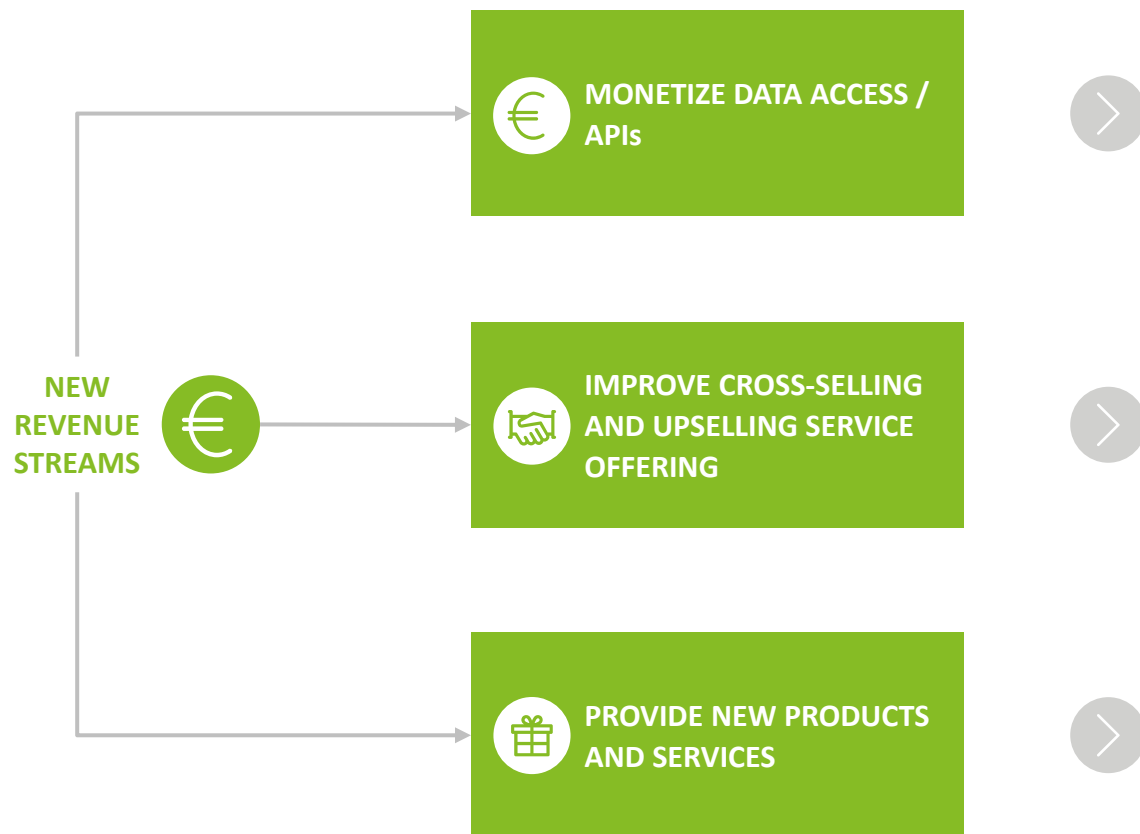 MONETIZE DATA ACCESS /
APIs
NEW
REVENUE
STREAMS
€
IMPROVE CROSS-SELLING
AND UPSELLING SERVICE
OFFERING
PROVIDE NEW PRODUCTS
AND SERVICES